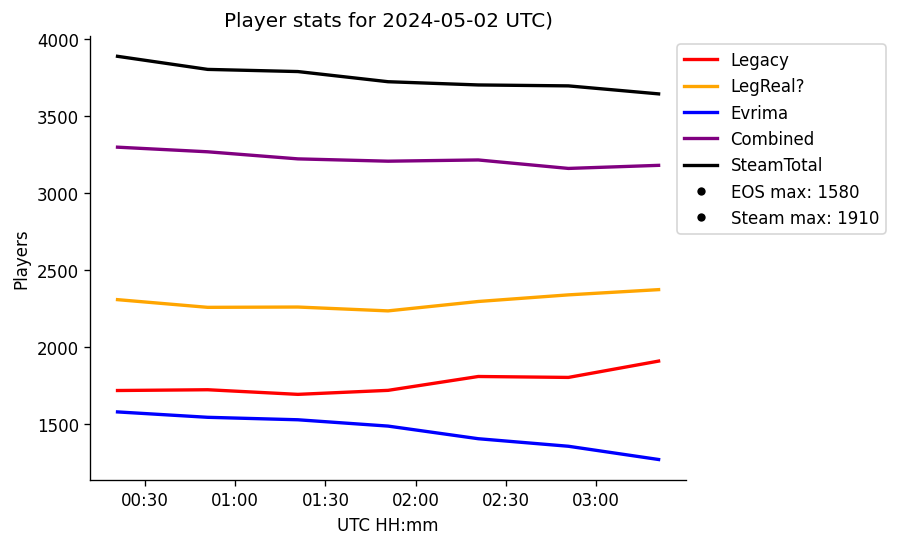 Player stats for 2024-05-02 UTC)
4000
3500
3000
2500
2000
1500
Players
00:30 01:00 01:30 02:00 02:30 03:00
UTC HH:mm
Legacy
LegReal?
Evrima
Combined
SteamTotal
EOS max: 1580
Steam max: 1910